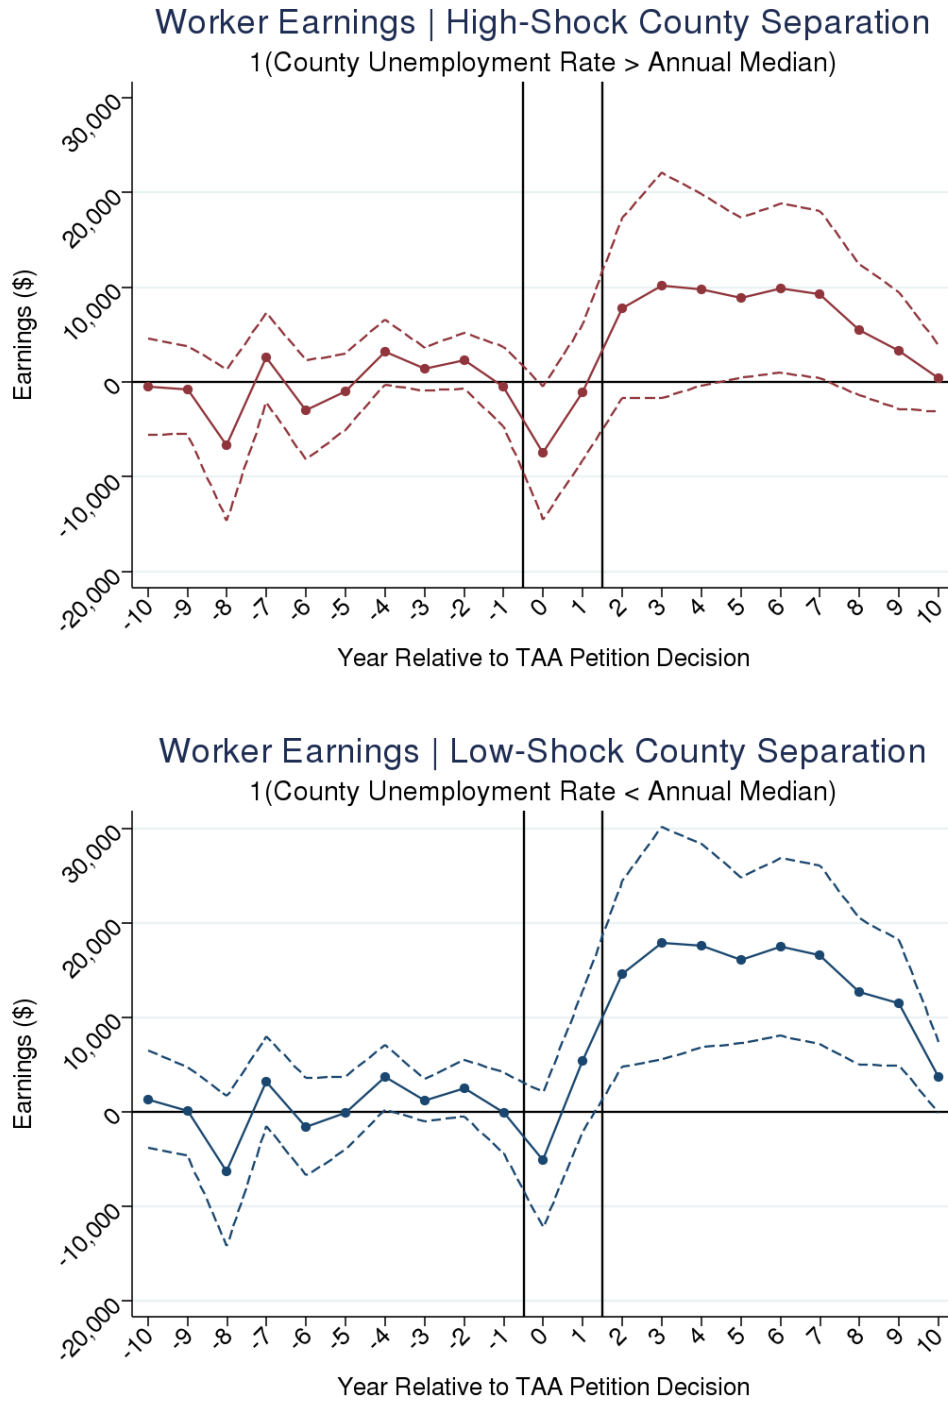 Worker Earnings | High-Shock County Separation
1(County Unemployment Rate > Annual Median)
Earnings ($)
30,000
20,000
10,000
0
-10,000
-20,000
-10 -9 -8 -7 -6 -5 -4 -3 -2 -1 0 1 2 3 4 5 6 7 8 9 10
Year Relative to TAA Petition Decision
Worker Earnings | Low-Shock County Separation
1(County Unemployment Rate < Annual Median)
Earnings ($)
30,000
20,000
10,000
0
-10,000
-20,000
-10 -9 -8 -7 -6 -5 -4 -3 -2 -1 0 1 2 3 4 5 6 7 8 9 10
Year Relative to TAA Petition Decision